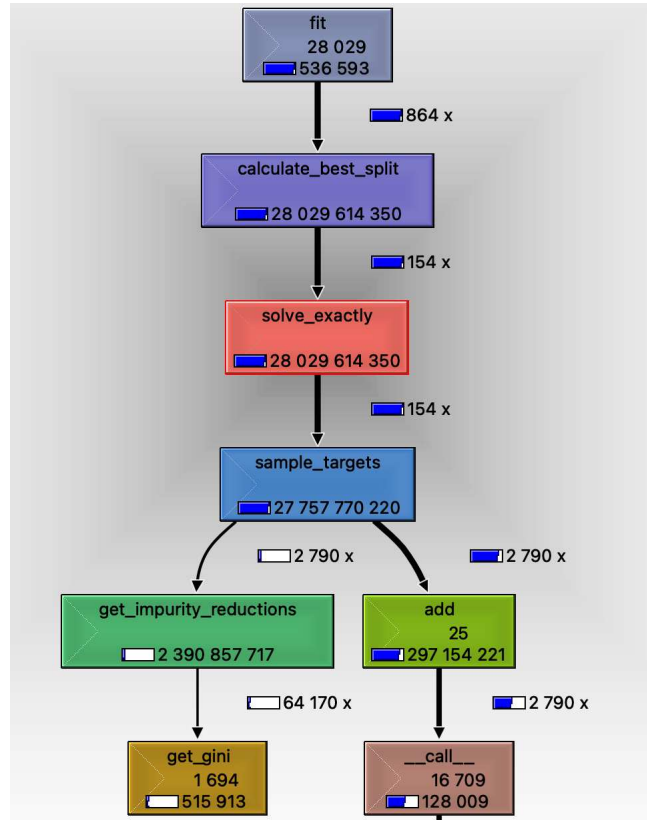 fit
28 029
536 593
864 x
calculate_best_split
28 029 614 350
154 x
solve_exactly
28 029 614 350
154 x
sample_targets
27 757 770 220
2 790 x
2 790 x
get_impurity_reductions
2 390 857 717
add
25
297 154 221
64 170 x
2 790 x
get_gini
1 694
515 913
__call__
16 709
128 009